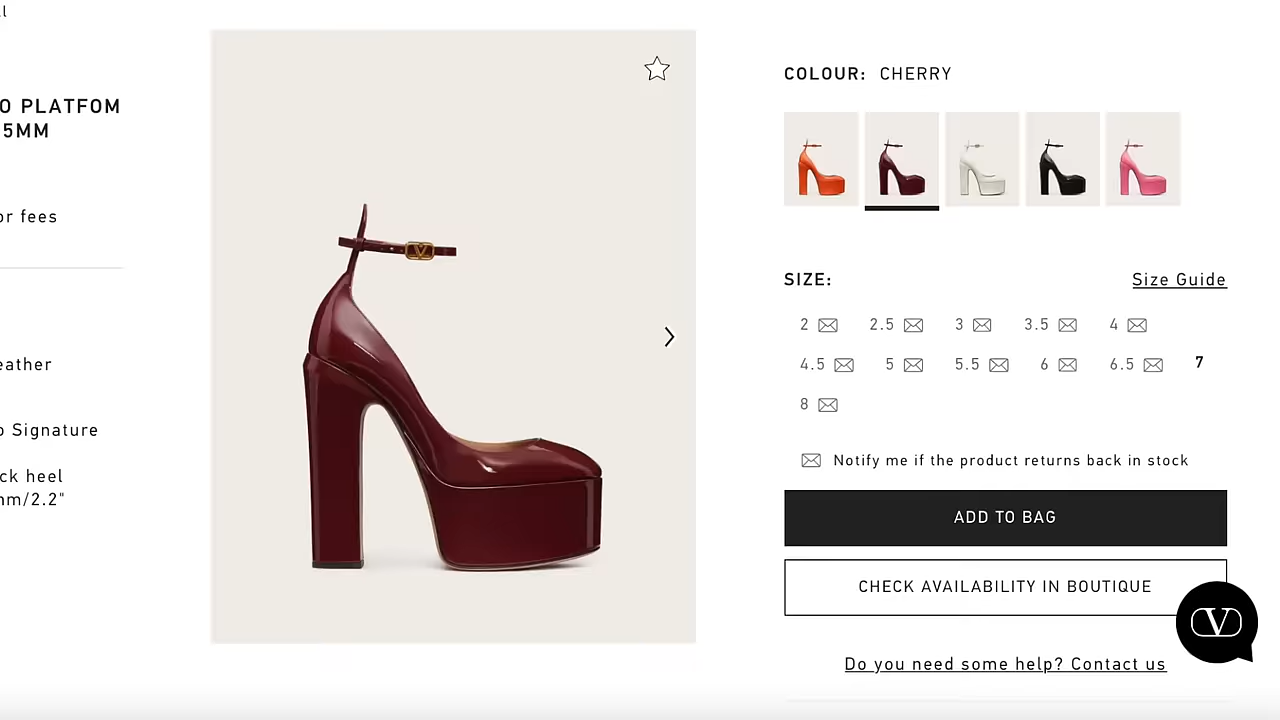 l
O PLATFOM
5MM
or fees
eather
o Signature
ck heel
nm/2.2"
COLOUR: CHERRY
SIZE: Size Guide
2 2.5 3 3.5 4
4.5 5 5.5 6 6.5 7
8
Notify me if the product returns back in stock
ADD TO BAG
CHECK AVAILABILITY IN BOUTIQUE
V
Do you need some help? Contact us